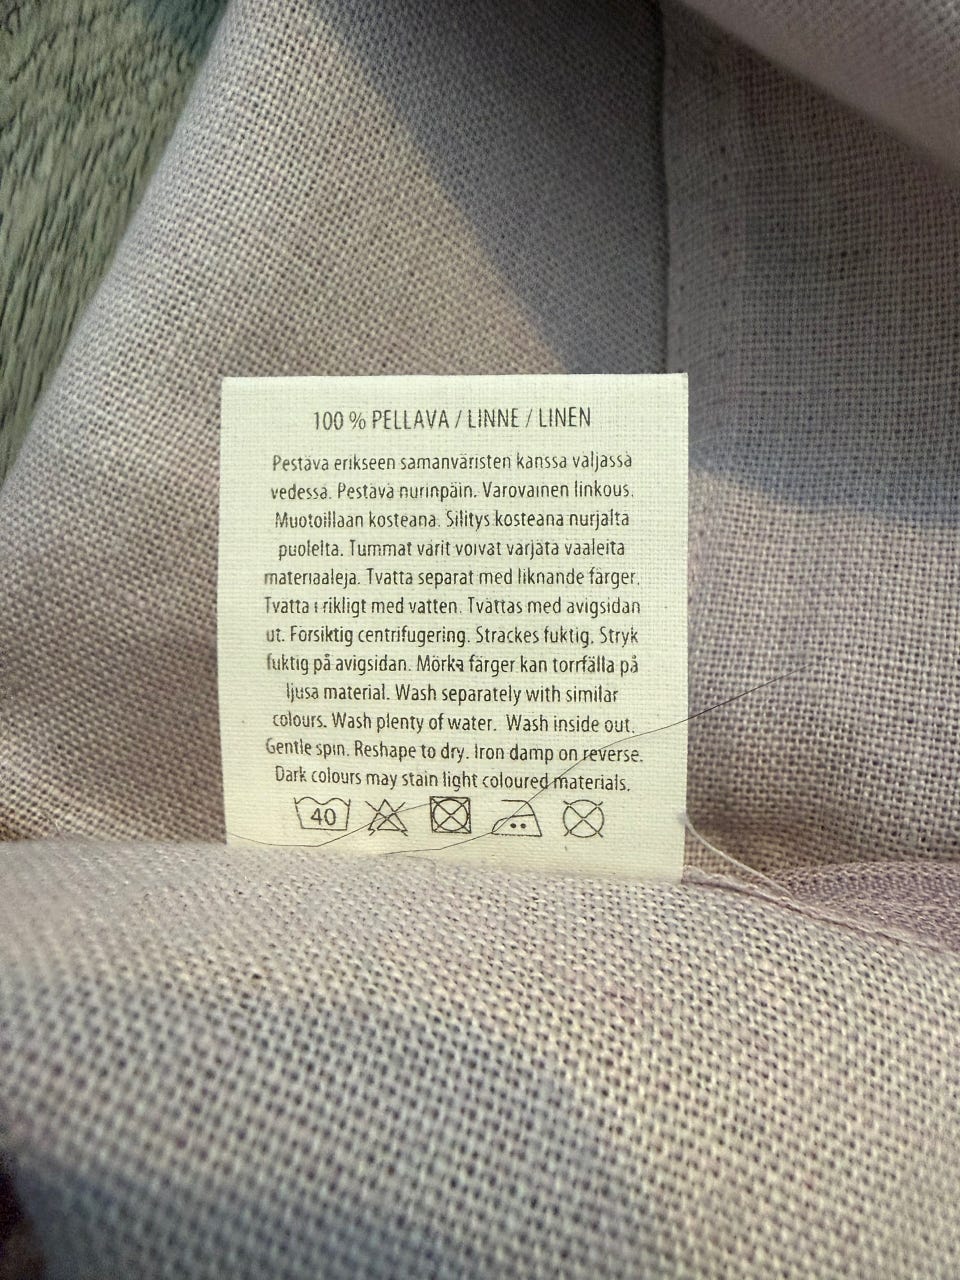 100 % PELLAVA / LINNE / LINEN
Pestävä erikseen samanväristen kanssa väljässä
vedessä. Pestävä nurinpäin. Varovainen linkous.
Muotoillaan kosteana. Silitys kosteana nurjalta
puolelta. Tummat värit voivat värjätä vaaleita
materiaaleja. Tvätta separat med liknande färger.
Tvätta i rikligt med vatten. Tvättas med avigsidan
ut. Försiktig centrifugering. Sträckes fuktig. Stryk
fuktig på avigsidan. Mörka färger kan torrfälla på
ljusa material. Wash separately with similar
colours. Wash plenty of water. Wash inside out.
Gentle spin. Reshape to dry. Iron damp on reverse.
Dark colours may stain light coloured materials.
40